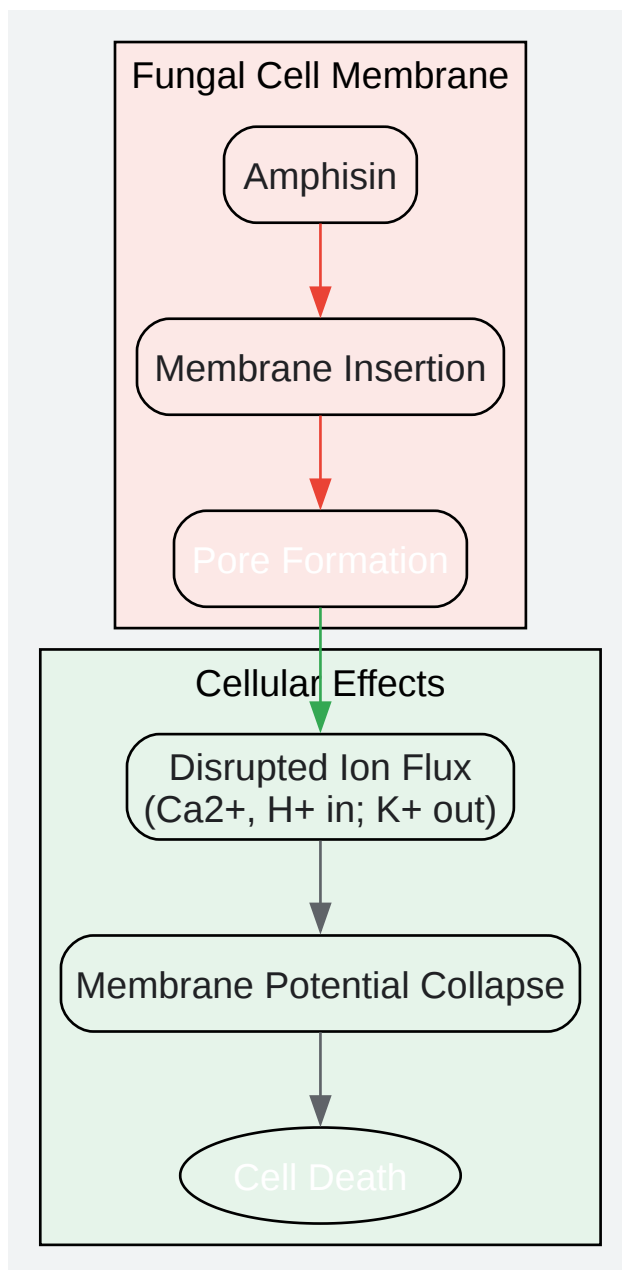 Fungal Cell Membrane
Amphisin
Membrane Insertion
Pore Formation
Cellular Effects
Disrupted Ion Flux
(Ca2+, H+ in; K+ out)
Membrane Potential Collapse
Cell Death